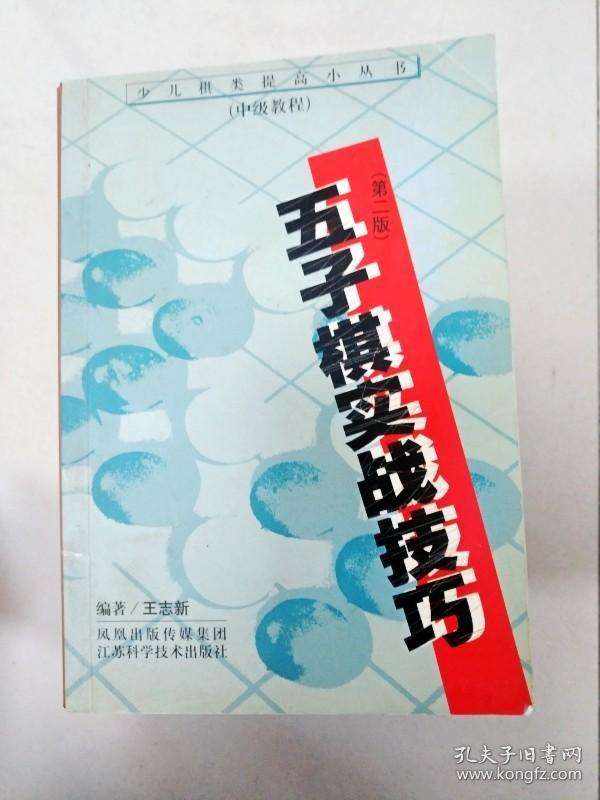 少儿棋类提高小丛书
(中级教程)
(第二版)
五子棋实战技巧
编著/王志新
凤凰出版传媒集团
江苏科学技术出版社
孔夫子旧书网
www.kongfz.com